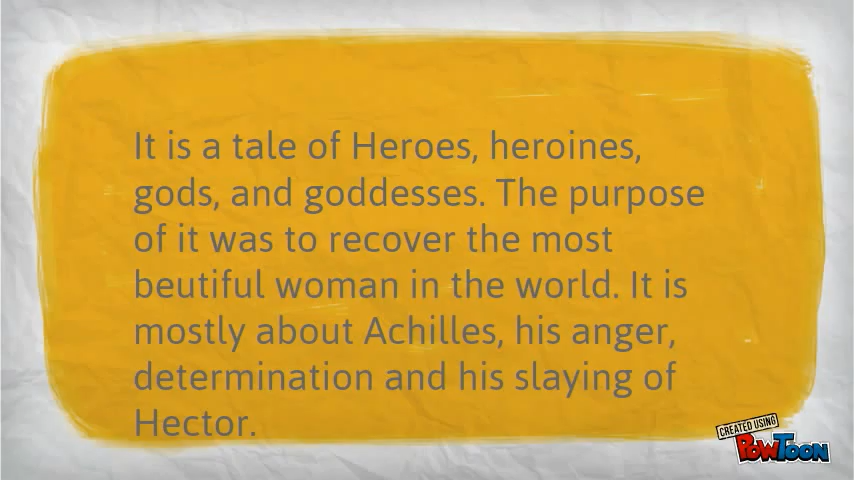 It is a tale of Heroes, heroines,
gods, and goddesses. The purpose
of it was to recover the most
beutiful woman in the world. It is
mostly about Achilles, his anger,
determination and his slaying of
Hector.
CREATED USING
POWTOON